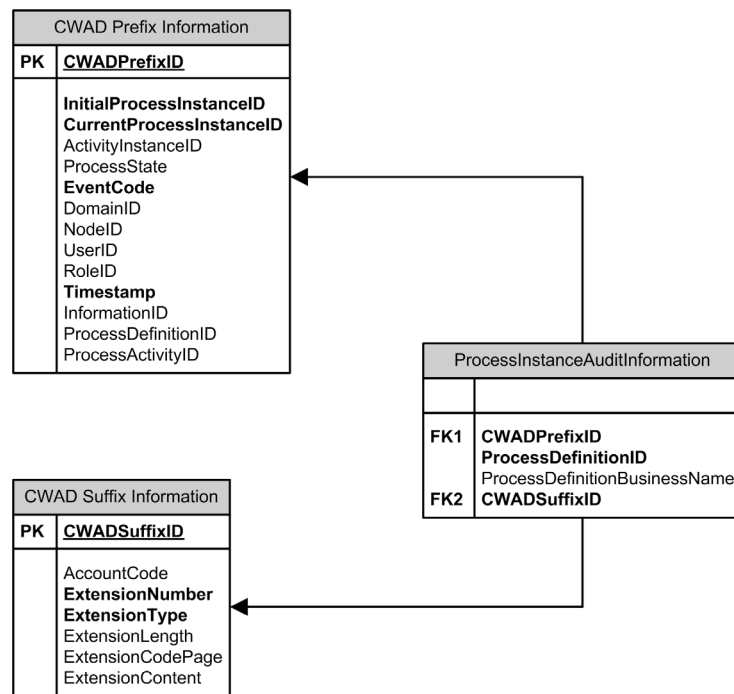 CWAD Prefix Information
PK CWADPrefixID
InitialProcessInstanceID
CurrentProcessInstanceID
ActivityInstanceID
ProcessState
EventCode
DomainID
NodeID
UserID
RoleID
Timestamp
InformationID
ProcessDefinitionID
ProcessActivityID
ProcessInstanceAuditInformation
FK1 CWADPrefixID
ProcessDefinitionID
ProcessDefinitionBusinessName
FK2 CWADSuffixID
CWAD Suffix Information
PK CWADSuffixID
AccountCode
ExtensionNumber
ExtensionType
ExtensionLength
ExtensionCodePage
ExtensionContent